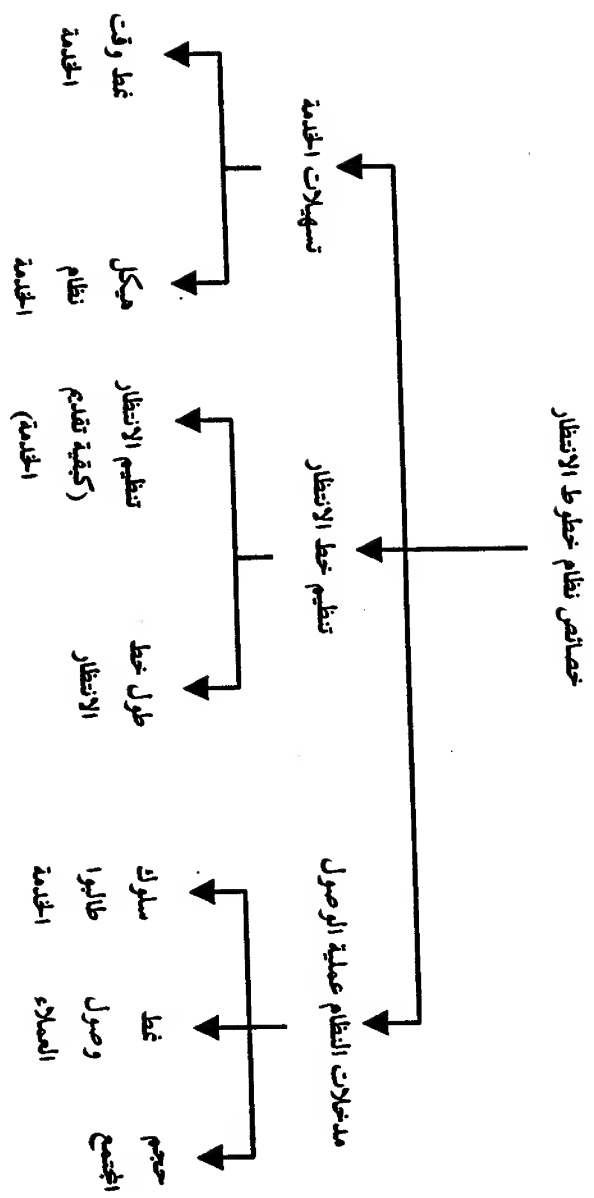 خصائص نظام خطوط الانتظار
مدخلات النظام عملية الوصول
تنظيم خط الانتظار
تسهيلات الخدمة
حجم
المجتمع
نمط
وصول
العملاء
سلوك
طالبوا
الخدمة
طول خط
الانتظار
تنظيم الانتظار
(كيفية تقديم
الخدمة)
هيكل
نظام
الخدمة
نمط وقت
الخدمة